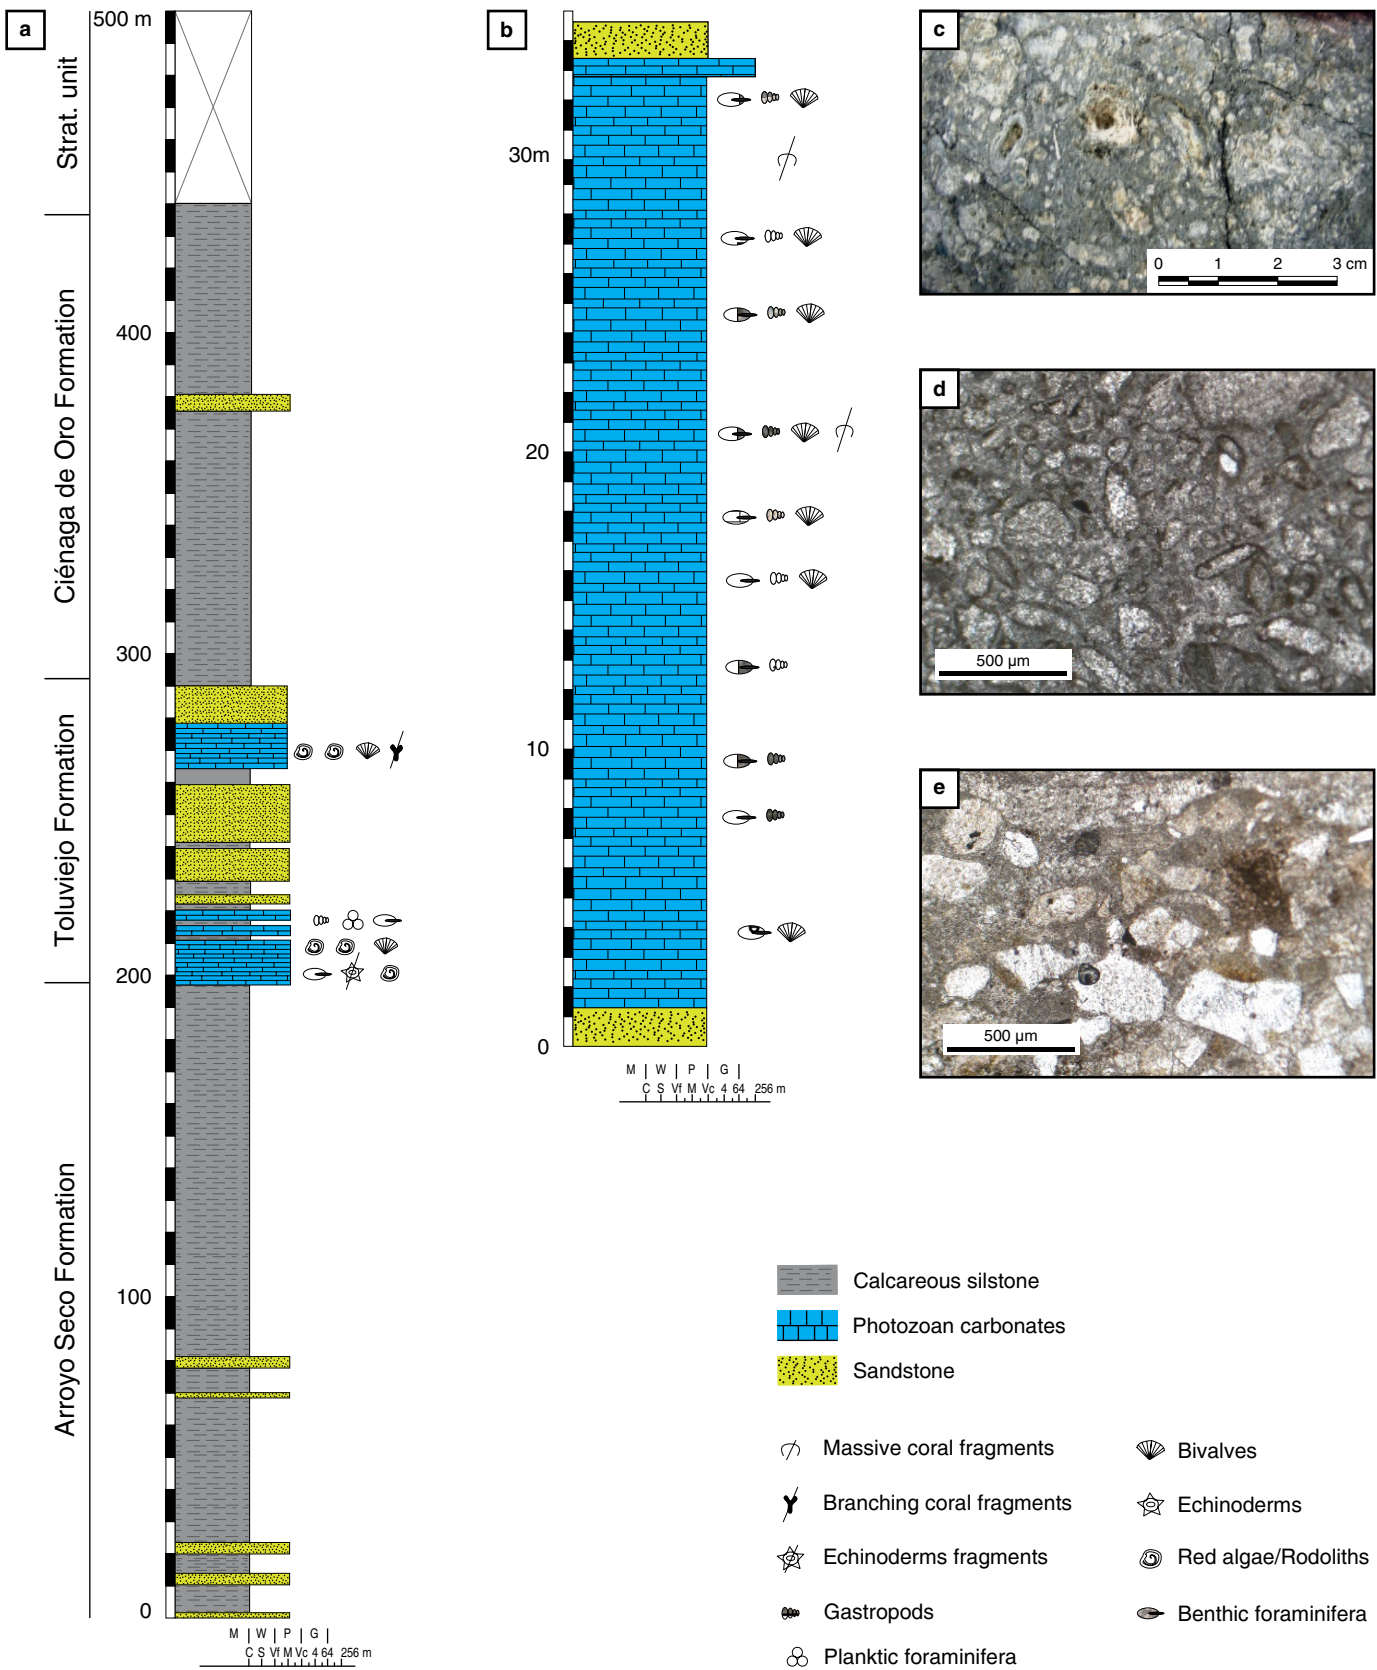 a
500 m
Strat. unit
Ciénaga de Oro Formation
400
300
Toluviejo Formation
200
Arroyo Seco Formation
100
0
M W P G
C S Vf M Vc 4 64 256 m
b
30m
20
10
0
M W P G
C S Vf M Vc 4 64 256 m
c
0 1 2 3 cm
d
500 µm
e
500 µm
Calcareous silstone
Photozoan carbonates
Sandstone
Massive coral fragments
Branching coral fragments
Echinoderms fragments
Gastropods
Planktic foraminifera
Bivalves
Echinoderms
Red algae/Rodoliths
Benthic foraminifera